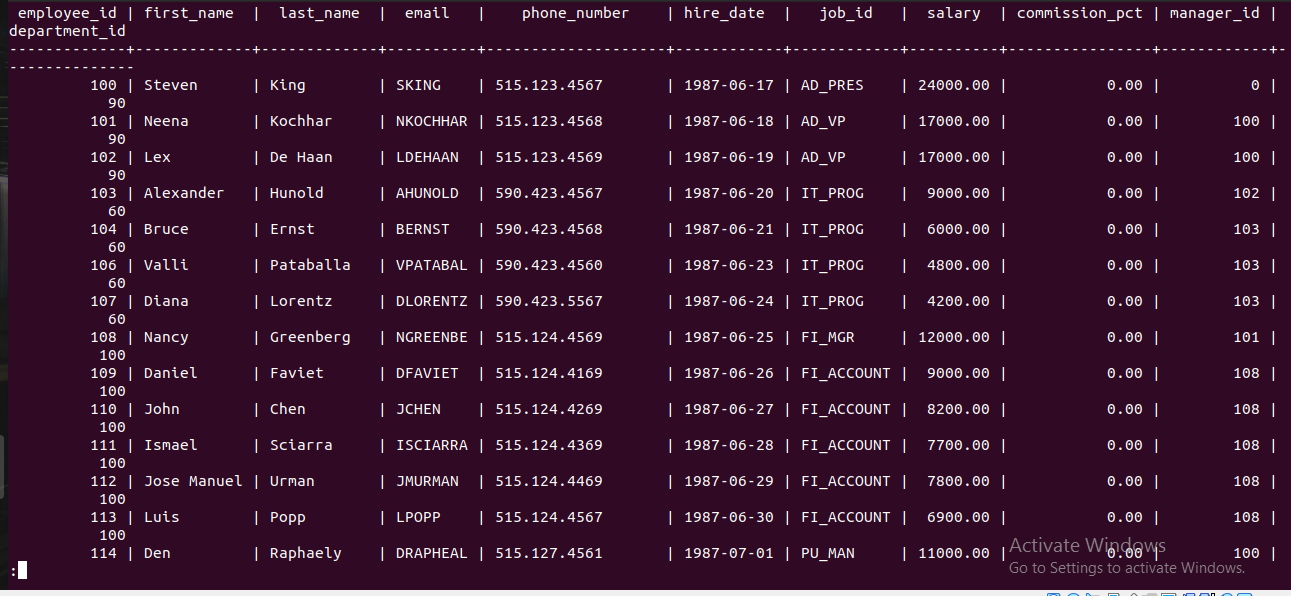 employee_id | first_name  |  last_name  |  email   |    phone_number    | hire_date  |   job_id   |  salary  | commission_pct | manager_id | 
department_id
-------------+-------------+-------------+----------+--------------------+------------+------------+----------+----------------+------------+-
--------------
         100 | Steven      | King        | SKING    | 515.123.4567       | 1987-06-17 | AD_PRES    | 24000.00 |           0.00 |          0 |
           90
         101 | Neena       | Kochhar     | NKOCHHAR | 515.123.4568       | 1987-06-18 | AD_VP      | 17000.00 |           0.00 |        100 |
           90
         102 | Lex         | De Haan     | LDEHAAN  | 515.123.4569       | 1987-06-19 | AD_VP      | 17000.00 |           0.00 |        100 |
           90
         103 | Alexander   | Hunold      | AHUNOLD  | 590.423.4567       | 1987-06-20 | IT_PROG    |  9000.00 |           0.00 |        102 |
           60
         104 | Bruce       | Ernst       | BERNST   | 590.423.4568       | 1987-06-21 | IT_PROG    |  6000.00 |           0.00 |        103 |
           60
         106 | Valli       | Pataballa   | VPATABAL | 590.423.4560       | 1987-06-23 | IT_PROG    |  4800.00 |           0.00 |        103 |
           60
         107 | Diana       | Lorentz     | DLORENTZ | 590.423.5567       | 1987-06-24 | IT_PROG    |  4200.00 |           0.00 |        103 |
           60
         108 | Nancy       | Greenberg   | NGREENBE | 515.124.4569       | 1987-06-25 | FI_MGR     | 12000.00 |           0.00 |        101 |
          100
         109 | Daniel      | Faviet      | DFAVIET  | 515.124.4169       | 1987-06-26 | FI_ACCOUNT |  9000.00 |           0.00 |        108 |
          100
         110 | John        | Chen        | JCHEN    | 515.124.4269       | 1987-06-27 | FI_ACCOUNT |  8200.00 |           0.00 |        108 |
          100
         111 | Ismael      | Sciarra     | ISCIARRA | 515.124.4369       | 1987-06-28 | FI_ACCOUNT |  7700.00 |           0.00 |        108 |
          100
         112 | Jose Manuel | Urman       | JMURMAN  | 515.124.4469       | 1987-06-29 | FI_ACCOUNT |  7800.00 |           0.00 |        108 |
          100
         113 | Luis        | Popp        | LPOPP    | 515.124.4567       | 1987-06-30 | FI_ACCOUNT |  6900.00 |           0.00 |        108 |
          100
         114 | Den         | Raphaely    | DRAPHEAL | 515.127.4561       | 1987-07-01 | PU_MAN     | 11000.00 |           0.00 |        100 |
:
Activate Windows
Go to Settings to activate Windows.